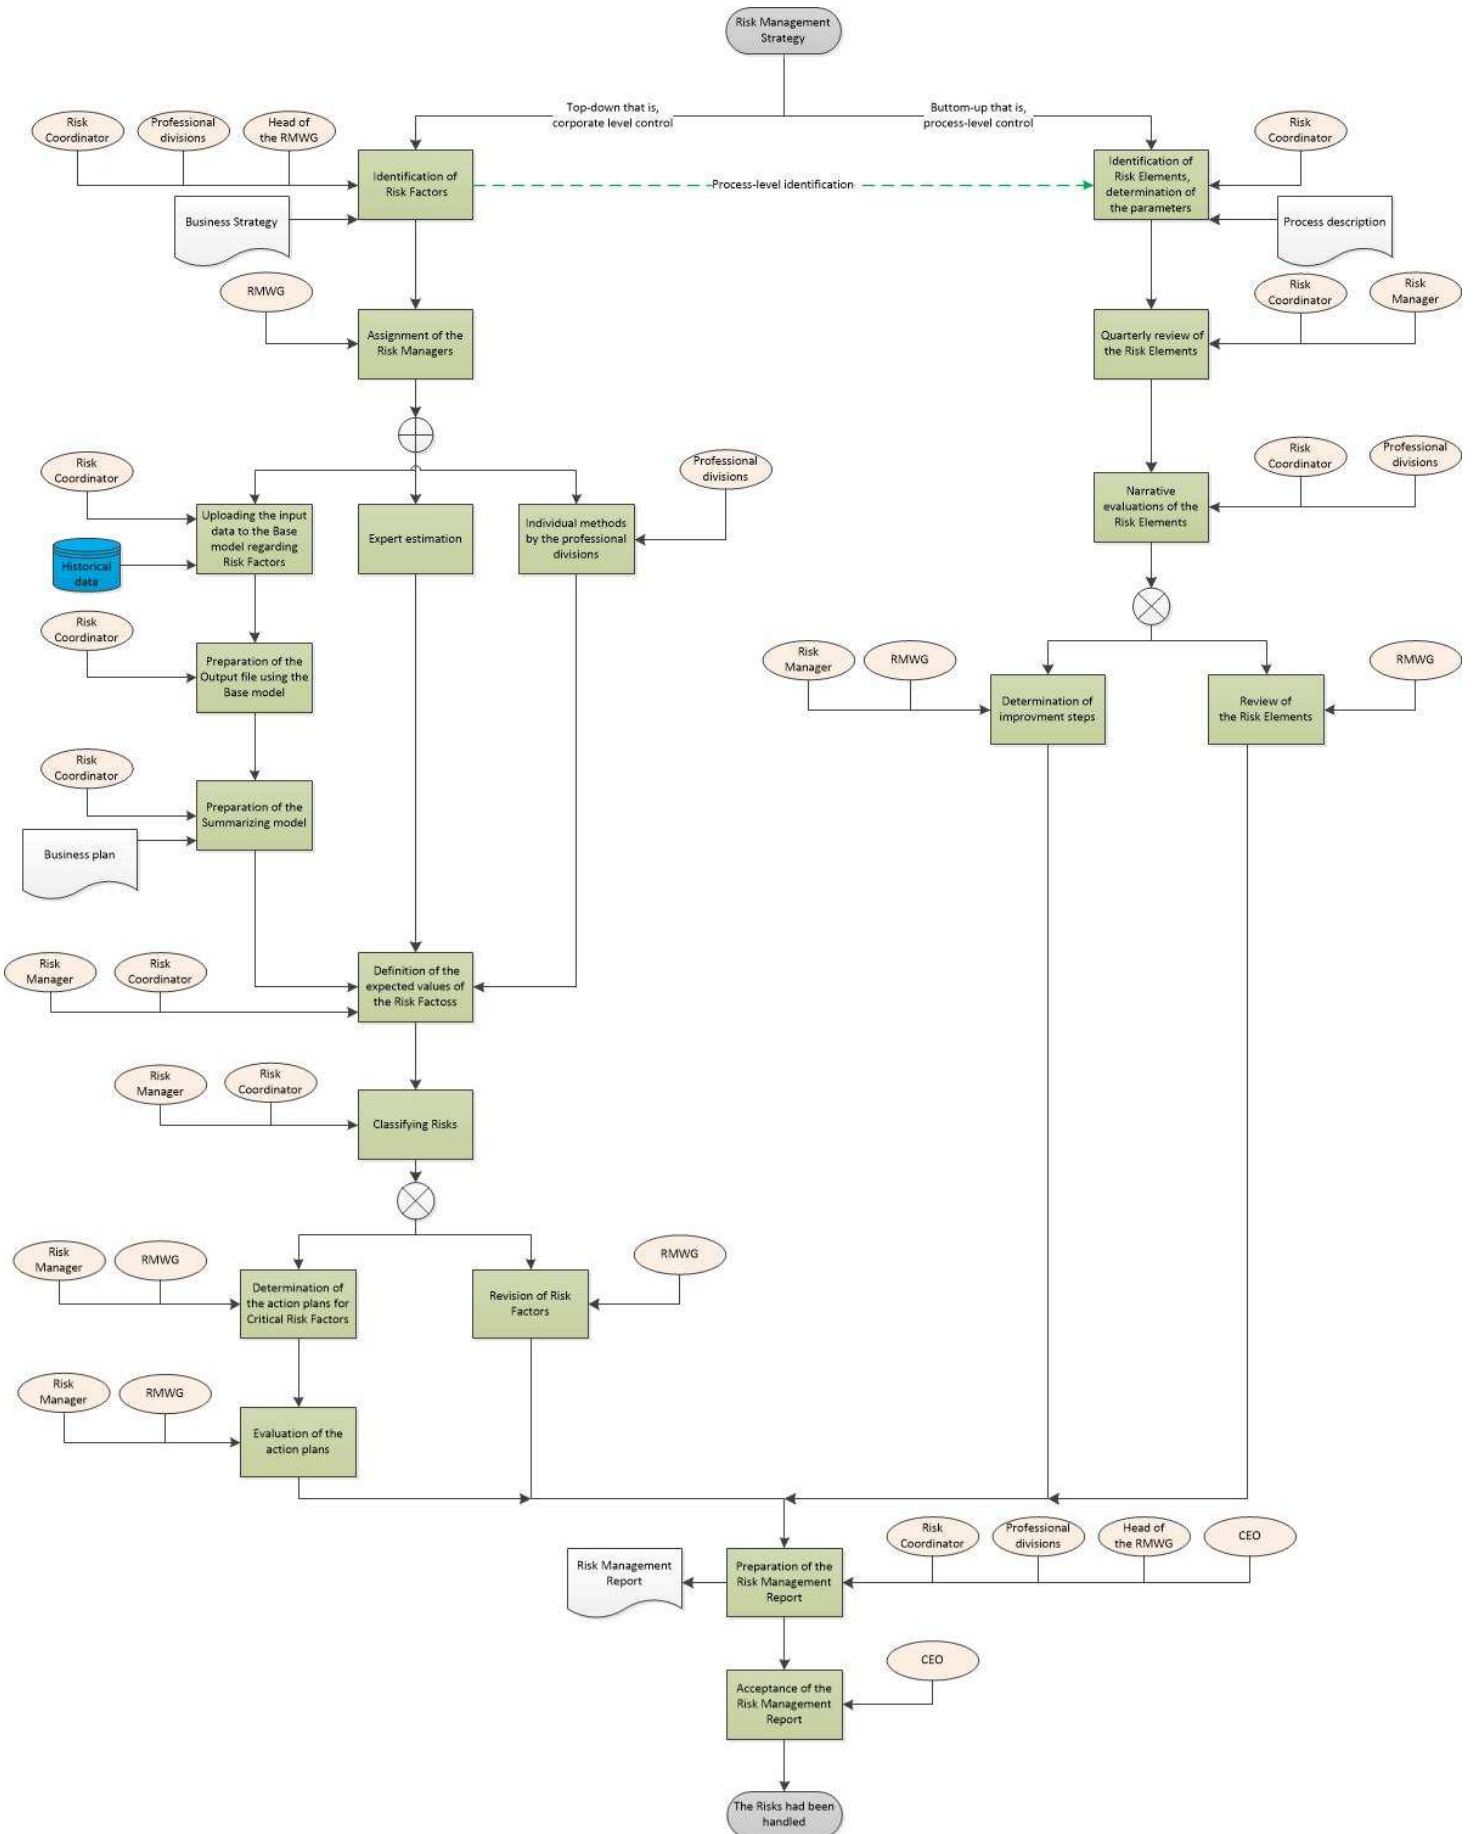 Risk Management
Strategy
Top-down that is,
corporate level control
Buttom-up that is,
process-level control
Risk
Coordinator
Professional
divisions
Head of
the RMWG
Risk
Coordinator
Identification of
Risk Factors
Process-level identification
Identification of
Risk Elements,
determination of
the parameters
Business Strategy
Process description
RMWG
Risk
Coordinator
Risk
Manager
Assignment of the
Risk Managers
Quarterly review of
the Risk Elements
Risk
Coordinator
Professional
divisions
Risk
Coordinator
Professional
divisions
Uploading the input
data to the Base
model regarding
Risk Factors
Expert estimation
Individual methods
by the professional
divisions
Narrative
evaluations of the
Risk Elements
Historical
data
Risk
Coordinator
Risk
Manager
RMWG
RMWG
Preparation of the
Output file using the
Base model
Determination of
improvment steps
Review of
the Risk Elements
Risk
Coordinator
Preparation of the
Summarizing model
Business plan
Risk
Manager
Risk
Coordinator
Definition of the
expected values of
the Risk Factoss
Risk
Manager
Risk
Coordinator
Classifying Risks
Risk
Manager
RMWG
RMWG
Determination of
the action plans for
Critical Risk Factors
Revision of Risk
Factors
Risk
Manager
RMWG
Evaluation of the
action plans
Risk
Coordinator
Professional
divisions
Head of
the RMWG
CEO
Risk Management
Report
Preparation of the
Risk Management
Report
CEO
Acceptance of the
Risk Management
Report
The Risks had been
handled